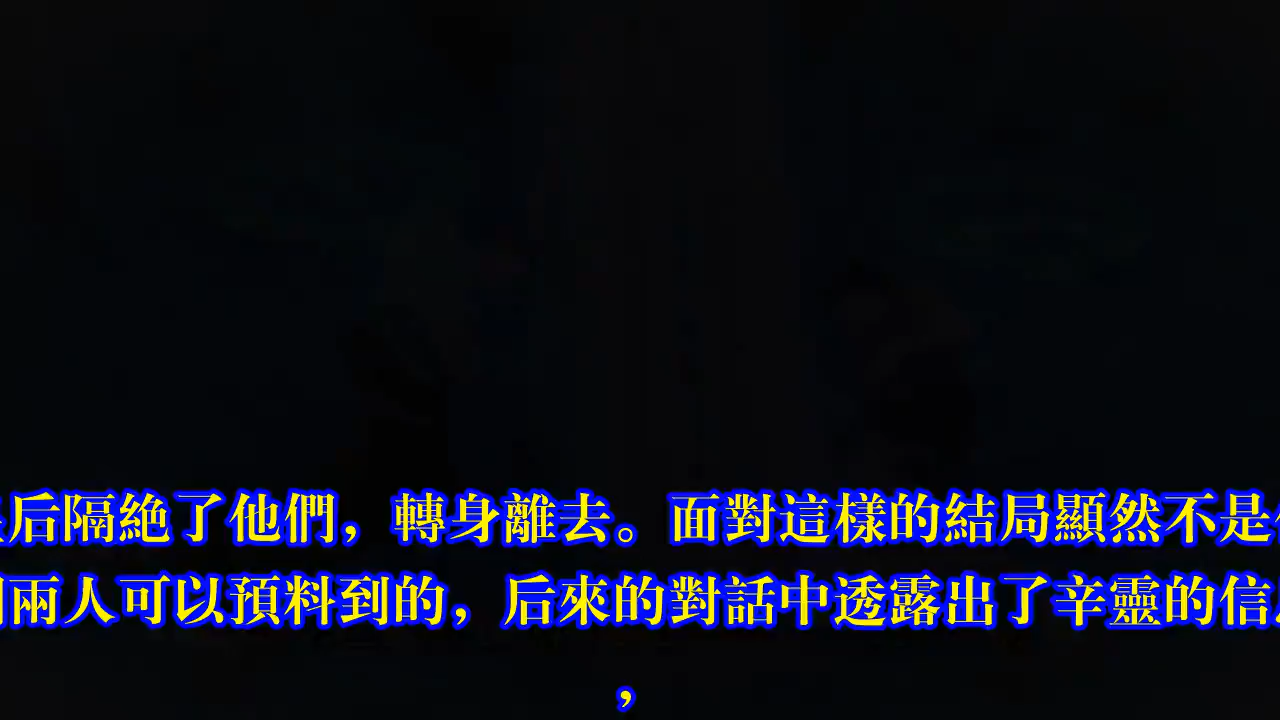 后隔絶了他們，轉身離去。面對這樣的結局顯然不是
兩人可以預料到的，后來的對話中透露出了辛靈的信
，